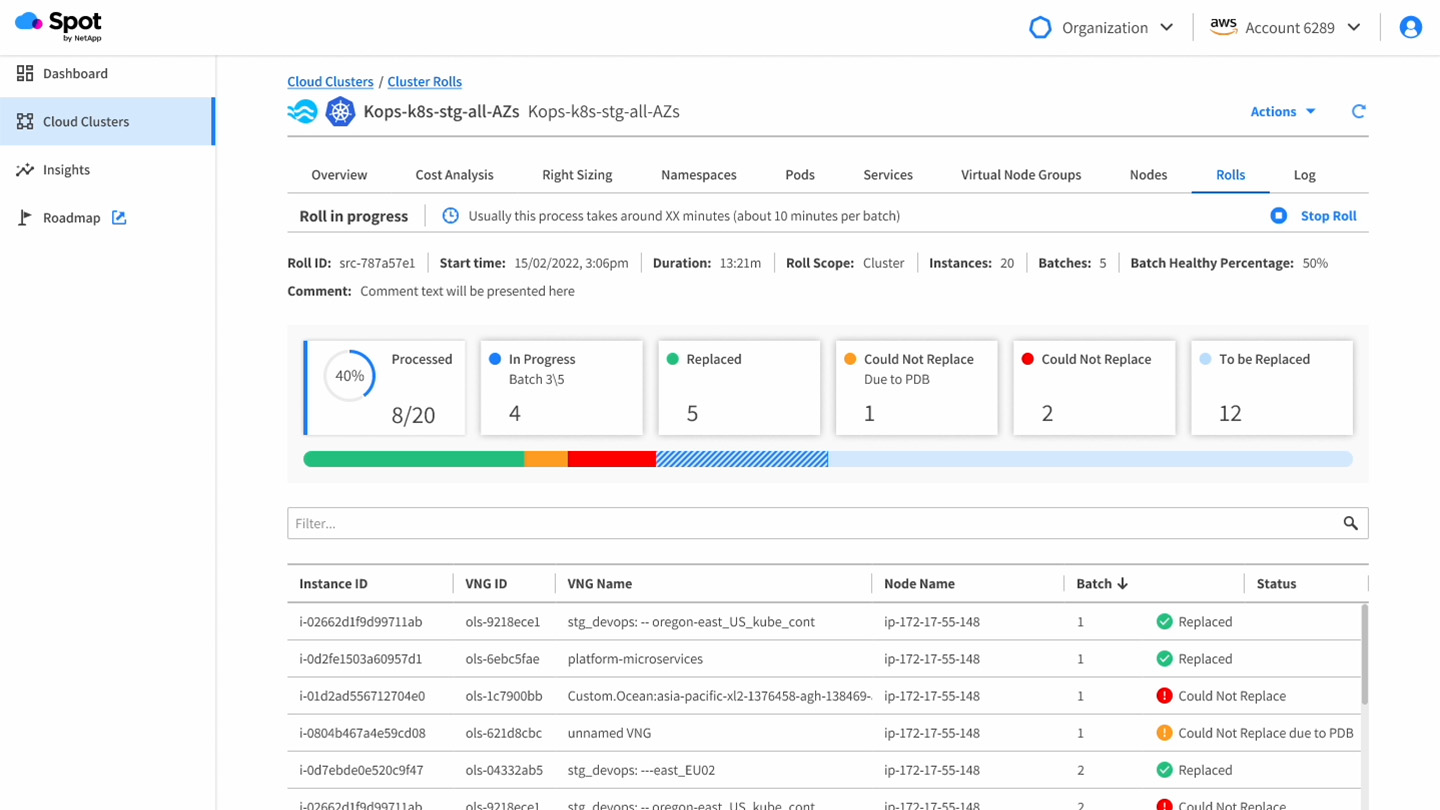 Spot
by NetApp
Organization
aws Account 6289
Dashboard
Cloud Clusters
Insights
Roadmap
Cloud Clusters / Cluster Rolls
Kops-k8s-stg-all-AZs Kops-k8s-stg-all-AZs
Actions
Overview Cost Analysis Right Sizing Namespaces Pods Services Virtual Node Groups Nodes Rolls Log
Roll in progress Usually this process takes around XX minutes (about 10 minutes per batch) Stop Roll
Roll ID: src-787a57e1 Start time: 15/02/2022, 3:06pm Duration: 13:21m Roll Scope: Cluster Instances: 20 Batches: 5 Batch Healthy Percentage: 50%
Comment: Comment text will be presented here
40% Processed
8/20
In Progress
Batch 3\5
4
Replaced
5
Could Not Replace
Due to PDB
1
Could Not Replace
2
To be Replaced
12
Filter...
Instance ID VNG ID VNG Name Node Name Batch Status
i-02662d1f9d99711ab ols-9218ece1 stg_devops: -- oregon-east_US_kube_cont ip-172-17-55-148 1 Replaced
i-0d2fe1503a60957d1 ols-6ebc5fae platform-microservices ip-172-17-55-148 1 Replaced
i-01d2ad556712704e0 ols-1c7900bb Custom.Ocean:asia-pacific-xl2-1376458-agh-138469- ip-172-17-55-148 1 Could Not Replace
i-0804b467a4e59cd08 ols-621d8cbc unnamed VNG ip-172-17-55-148 1 Could Not Replace due to PDB
i-0d7ebde0e520c9f47 ols-04332ab5 stg_devops: ---east_EU02 ip-172-17-55-148 2 Replaced
i-02662d1f9d99711ab ols-9218ece1 stg_devops: -- oregon-east_US_kube_cont ip-172-17-55-148 2 Could Not Replace